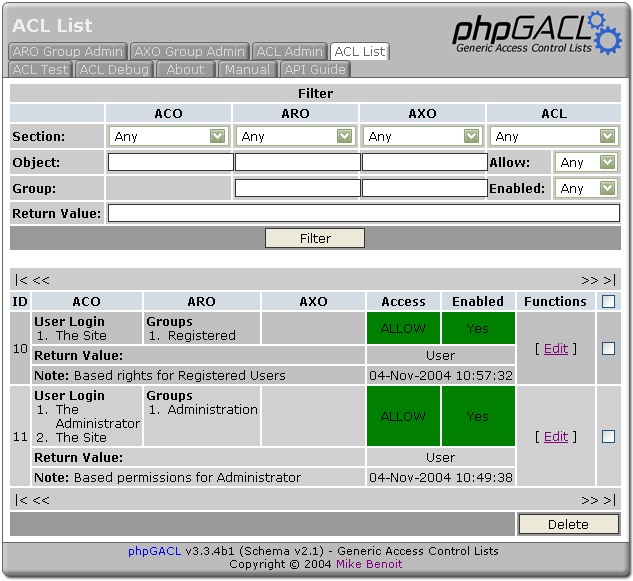 ACL List
phpGACL
Generic Access Control Lists
ARO Group Admin AXO Group Admin ACL Admin ACL List
ACL Test ACL Debug About Manual API Guide
Filter
ACO ARO AXO ACL
Section: Any Any Any Any
Object: Allow: Any
Group: Enabled: Any
Return Value:
Filter
|< << >> >|
ID ACO ARO AXO Access Enabled Functions
10 User Login Groups ALLOW Yes [ Edit ]
1. The Site 1. Registered
Return Value: User
Note: Based rights for Registered Users 04-Nov-2004 10:57:32
11 User Login Groups ALLOW Yes [ Edit ]
1. The Administrator 1. Administration
2. The Site
Return Value: User
Note: Based permissions for Administrator 04-Nov-2004 10:49:38
|< << >> >|
Delete
phpGACL v3.3.4b1 (Schema v2.1) - Generic Access Control Lists
Copyright © 2004 Mike Benoit